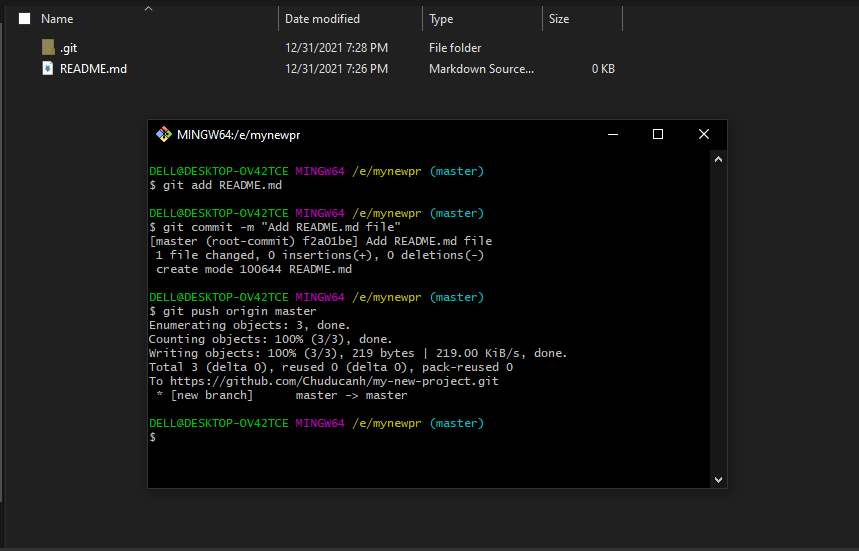 Name Date modified Type Size
.git 12/31/2021 7:28 PM File folder
README.md 12/31/2021 7:26 PM Markdown Source... 0 KB
MINGW64:/e/mynewpr
DELL@DESKTOP-OV42TCE MINGW64 /e/mynewpr (master)
$ git add README.md
DELL@DESKTOP-OV42TCE MINGW64 /e/mynewpr (master)
$ git commit -m "Add README.md file"
[master (root-commit) f2a01be] Add README.md file
1 file changed, 0 insertions(+), 0 deletions(-)
create mode 100644 README.md
DELL@DESKTOP-OV42TCE MINGW64 /e/mynewpr (master)
$ git push origin master
Enumerating objects: 3, done.
Counting objects: 100% (3/3), done.
Writing objects: 100% (3/3), 219 bytes | 219.00 KiB/s, done.
Total 3 (delta 0), reused 0 (delta 0), pack-reused 0
To https://github.com/Chuducanh/my-new-project.git
* [new branch] master -> master
DELL@DESKTOP-OV42TCE MINGW64 /e/mynewpr (master)
$